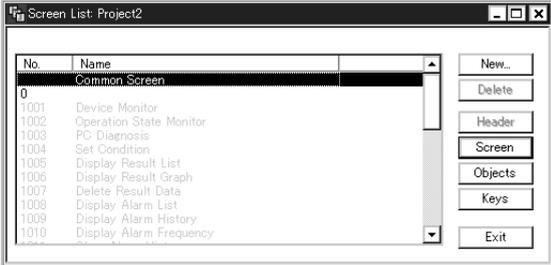 Screen List: Project2
No. Name
Common Screen
0
1001 Device Monitor
1002 Operation State Monitor
1003 PC Diagnosis
1004 Set Condition
1005 Display Result List
1006 Display Result Graph
1007 Delete Result Data
1008 Display Alarm List
1009 Display Alarm History
1010 Display Alarm Frequency
New...
Delete
Header
Screen
Objects
Keys
Exit